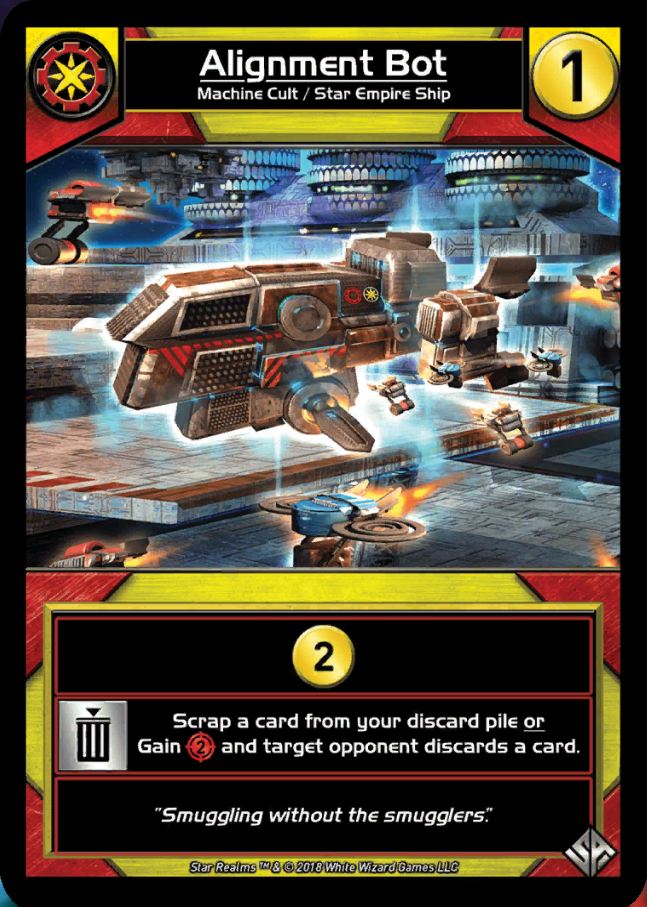 Alignment Bot
Machine Cult / Star Empire Ship
1
2
Scrap a card from your discard pile or
Gain 2 and target opponent discards a card.
"Smuggling without the smugglers."
Star Realms ™ & © 2018 White Wizard Games LLC